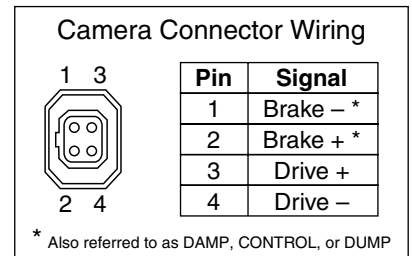 Camera Connector Wiring
1 3
2 4
Pin Signal
1 Brake – *
2 Brake + *
3 Drive +
4 Drive –
* Also referred to as DAMP, CONTROL, or DUMP